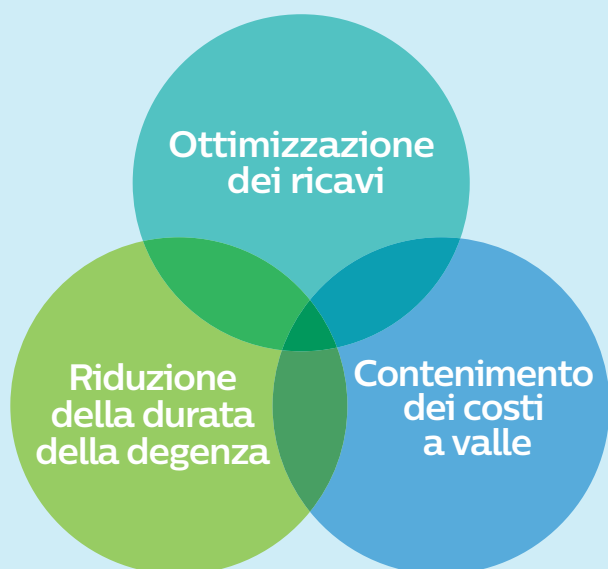 Ottimizzazione
dei ricavi
Riduzione
della durata
della degenza
Contenimento
dei costi
a valle